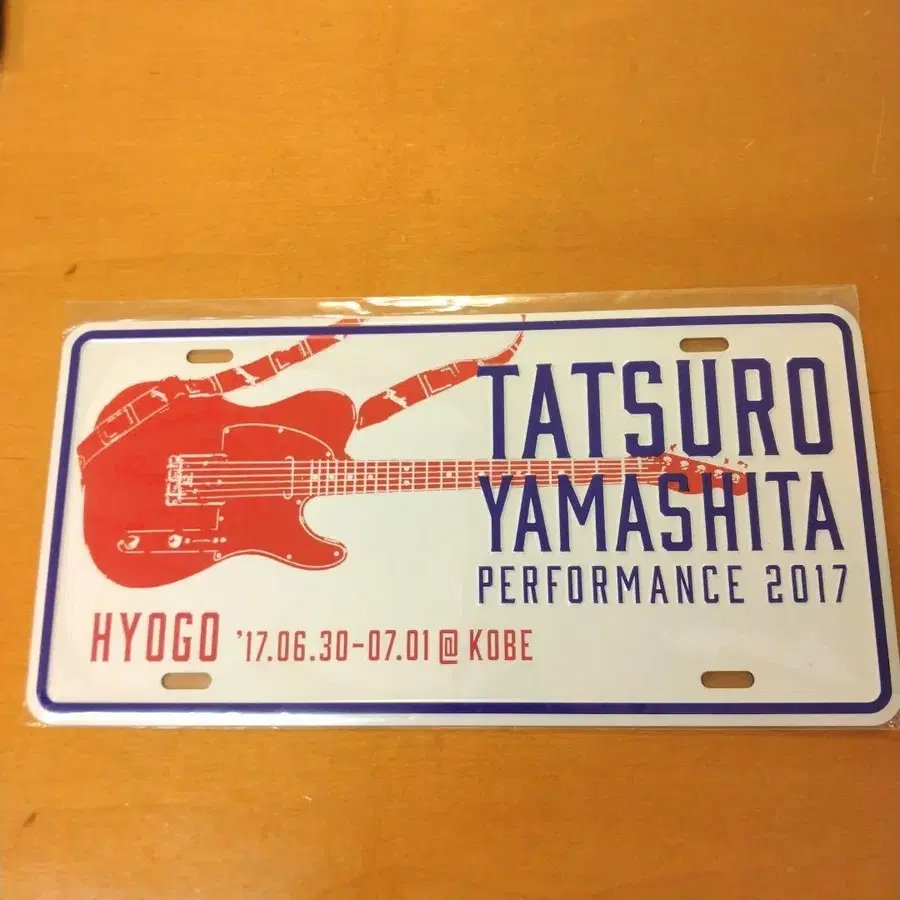 TATSURO
YAMASHITA
PERFORMANCE 2017
HYOGO '17.06.30-07.01 @ KOBE